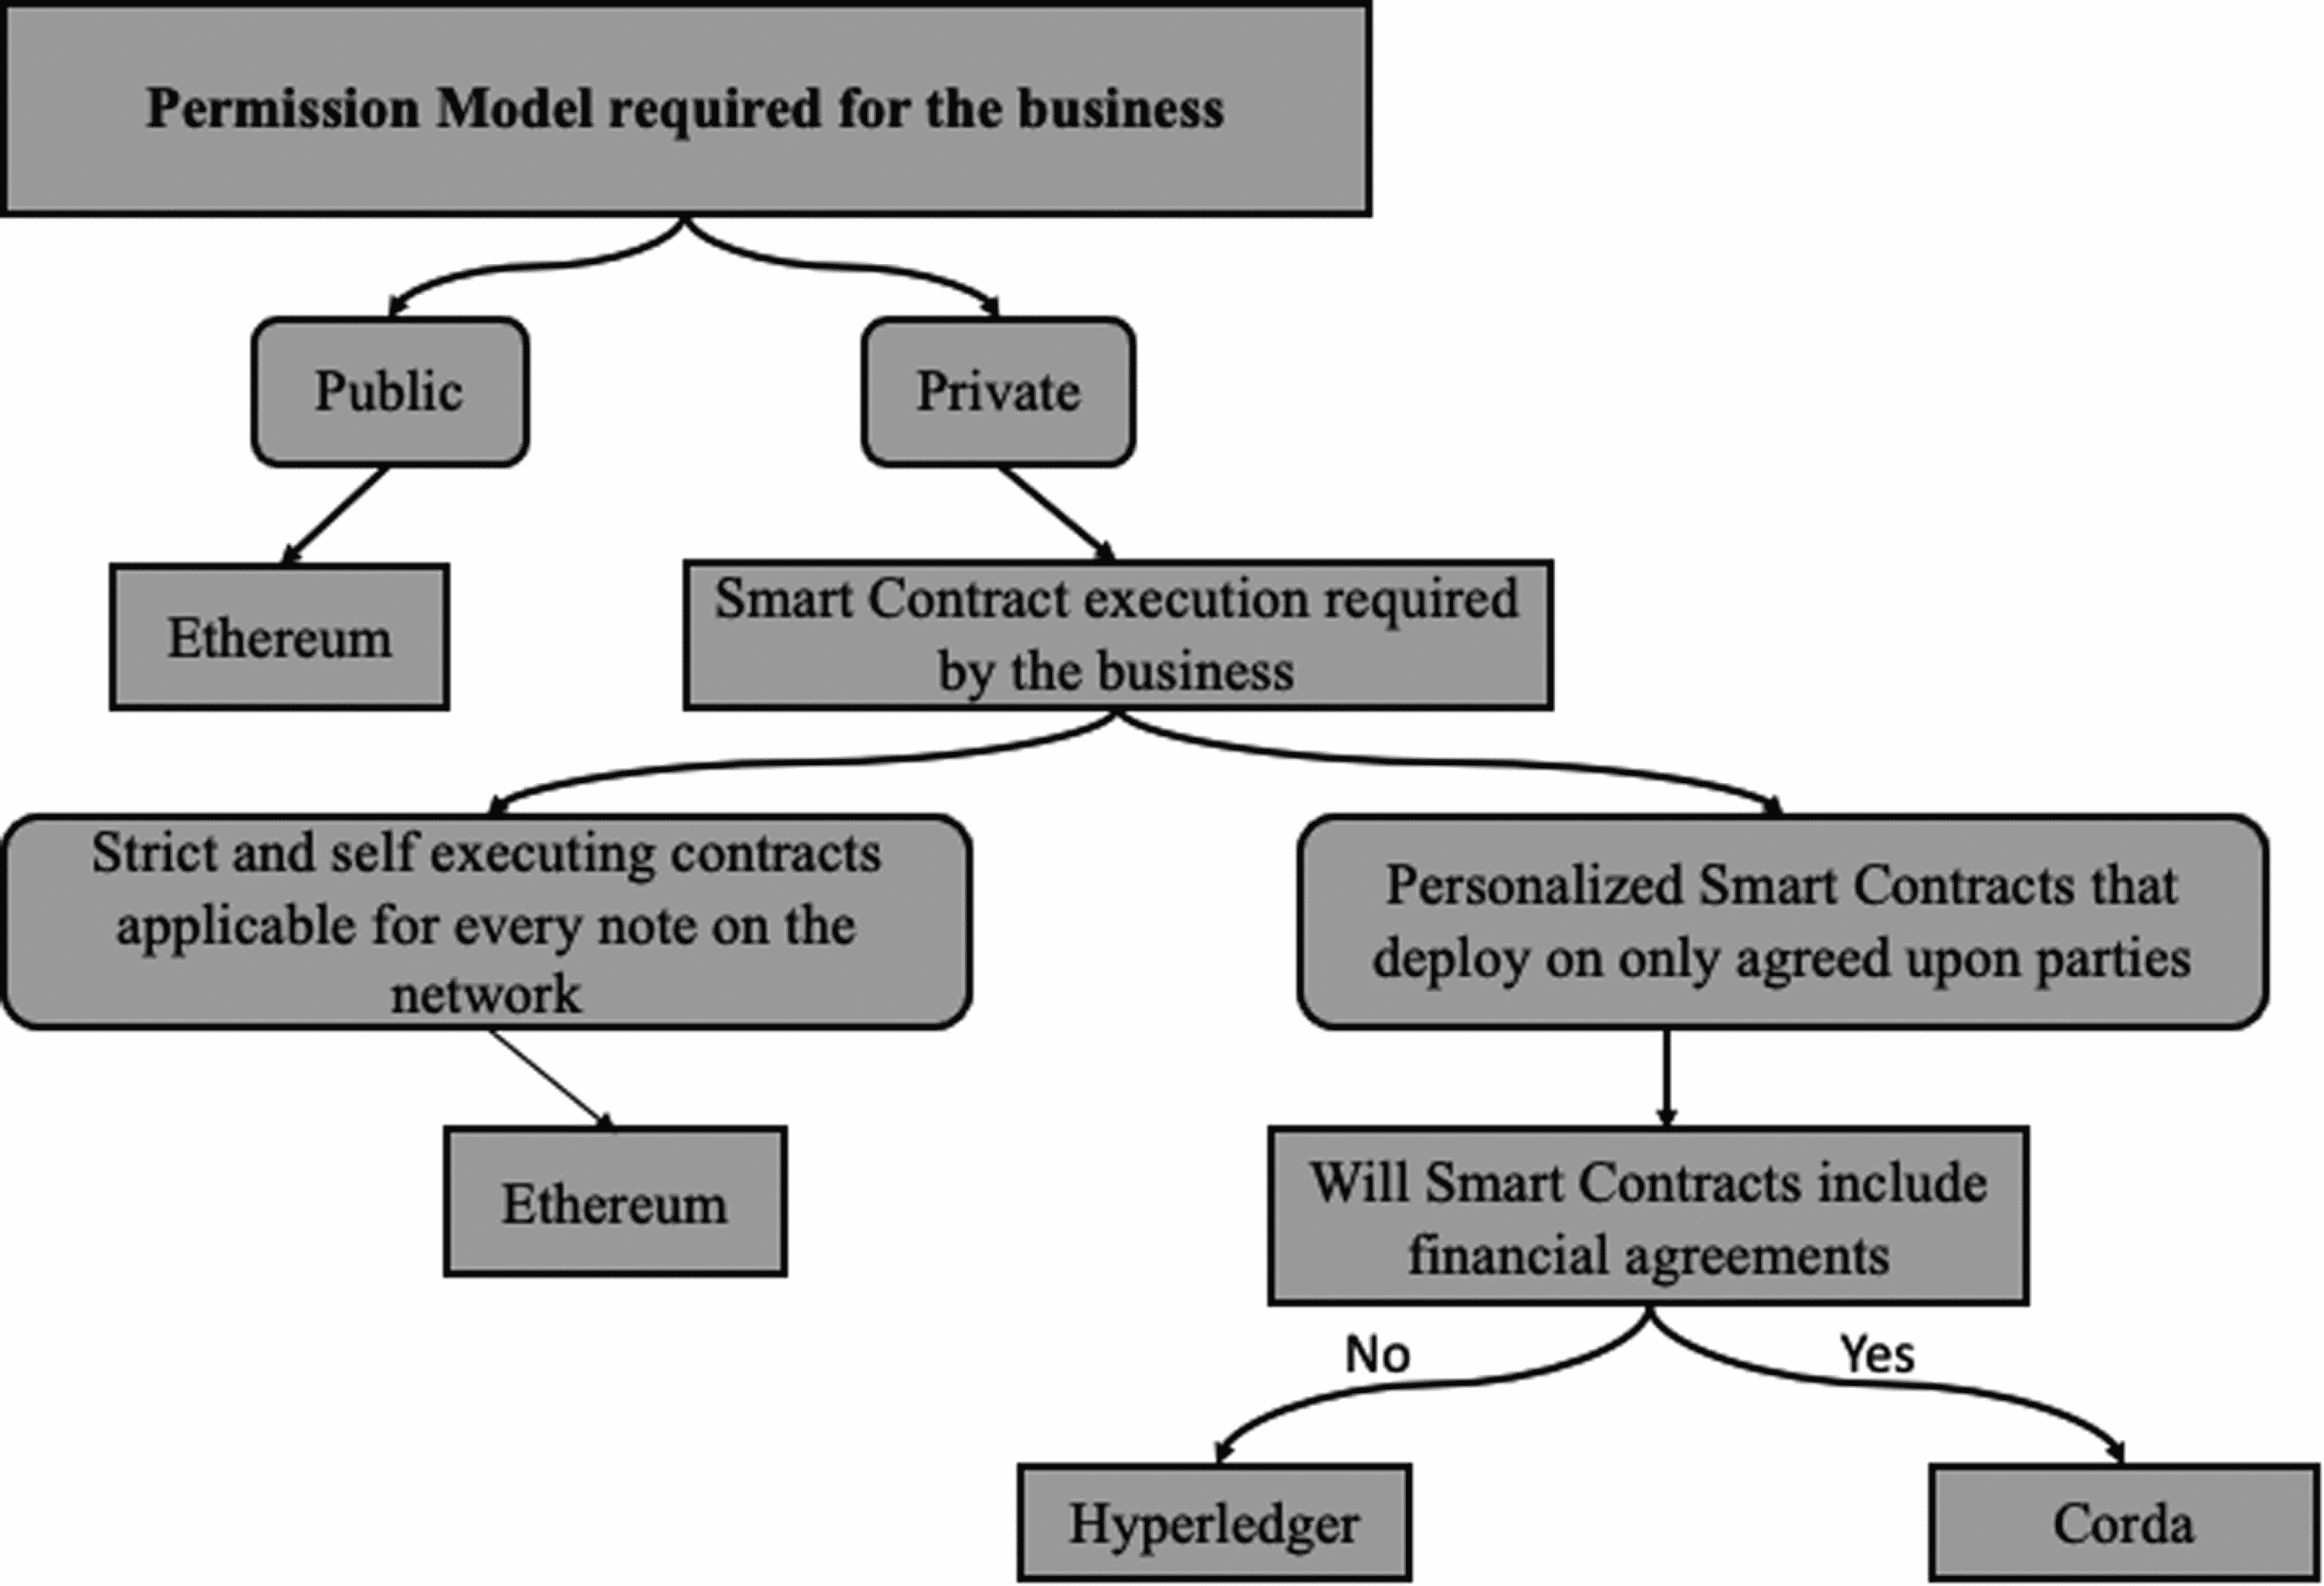 Permission Model required for the business
Public
Private
Ethereum
Smart Contract execution required
by the business
Strict and self executing contracts
applicable for every note on the
network
Personalized Smart Contracts that
deploy on only agreed upon parties
Ethereum
Will Smart Contracts include
financial agreements
No
Yes
Hyperledger
Corda